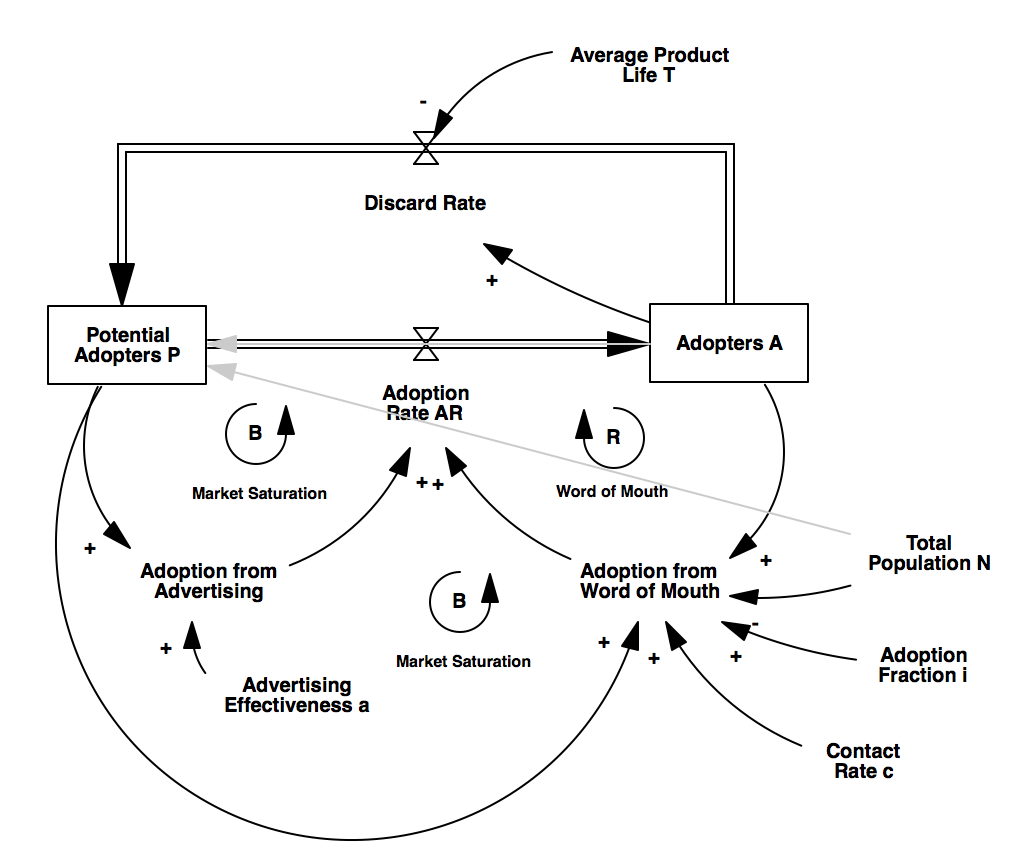 Average Product
Life T
-
Discard Rate
+
Potential
Adopters P
Adopters A
Adoption
Rate AR
B
R
Market Saturation
Word of Mouth
+ +
+
+
Adoption from
Advertising
Adoption from
Word of Mouth
Total
Population N
B
-
+
+
+
+
Market Saturation
Adoption
Fraction i
Advertising
Effectiveness a
Contact
Rate c